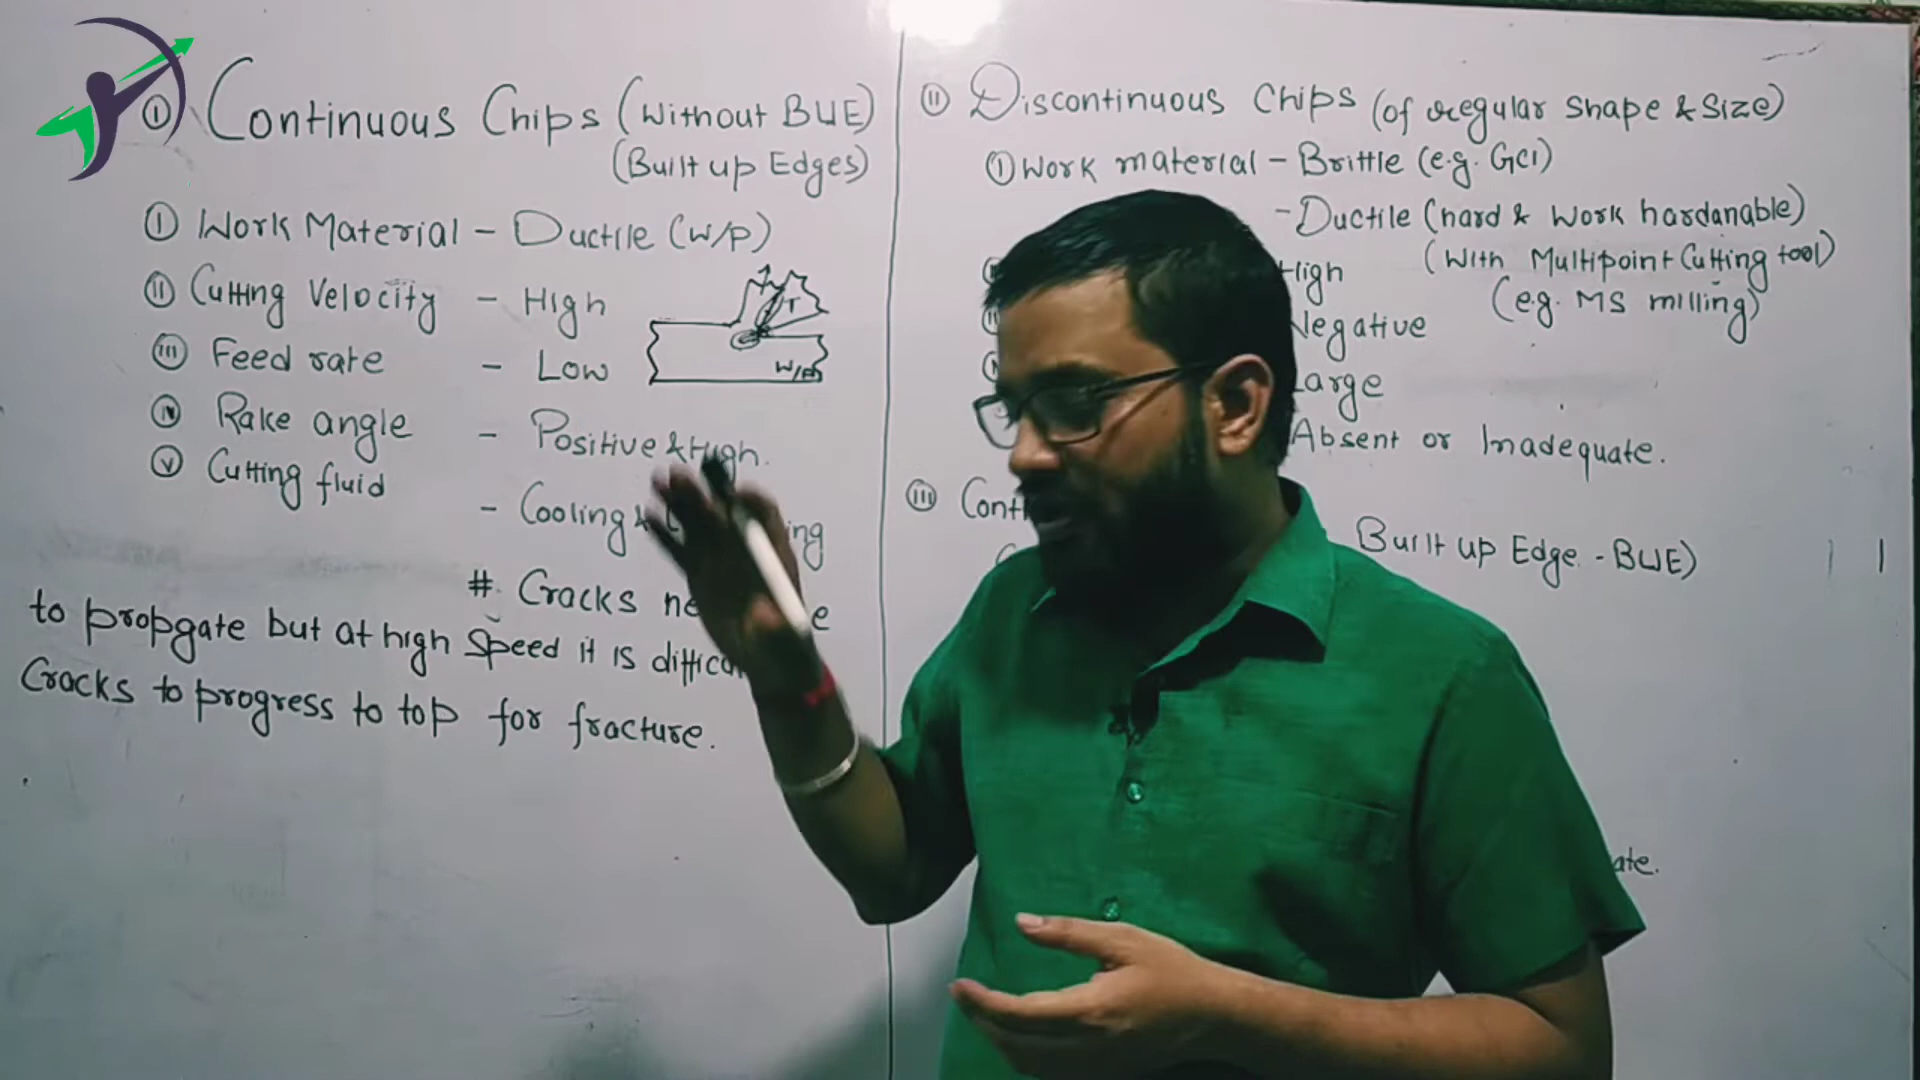 ① Continuous Chips (Without BUE)
(Built up Edges)
① Work Material - Ductile (W/P)
② Cutting Velocity - High
③ Feed rate - Low
④ Rake angle - Positive & High.
⑤ Cutting fluid - Cooling &
# Cracks
to propgate but at high Speed it is
Cracks to progress to top for fracture.
T
W/P
② Discontinuous Chips (of irregular Shape & Size)
① Work material - Brittle (e.g. GCI)
- Ductile (hard & work hardanable)
(With Multipoint Cutting tool)
(e.g. MS milling)
High
Negative
Large
Absent or Inadequate.
③
Built up Edge - BUE)